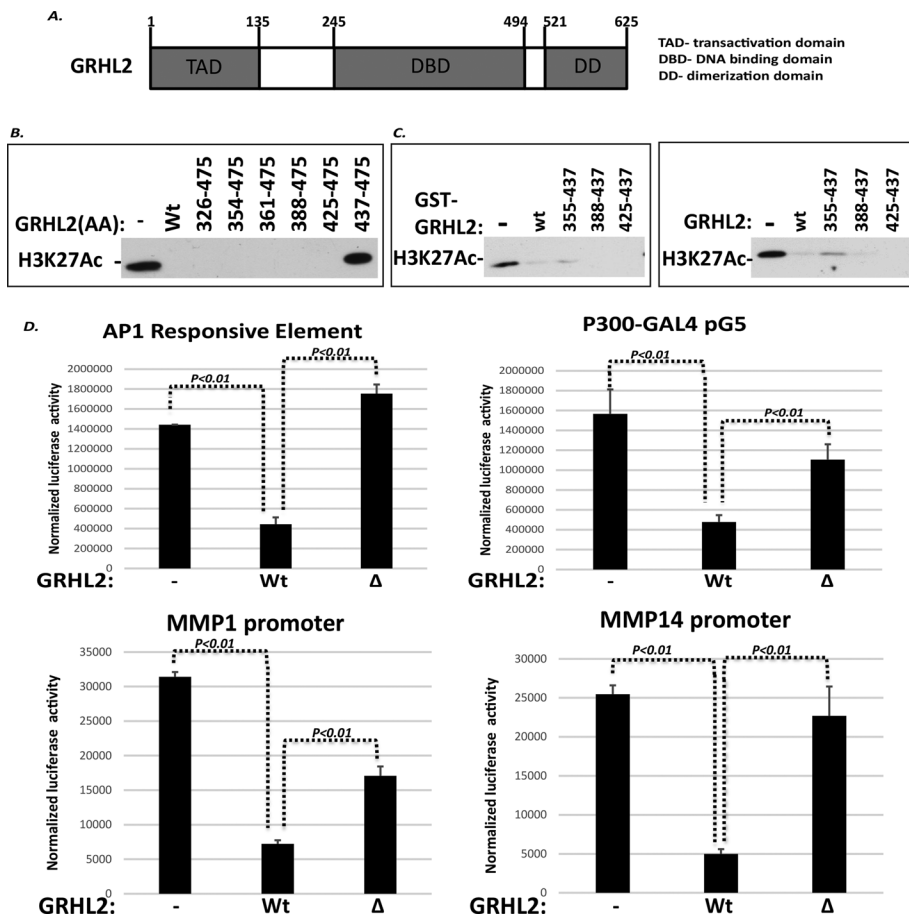 A.
1 135 245 494 521 625
GRHL2 TAD DBD DD
TAD- transactivation domain
DBD- DNA binding domain
DD- dimerization domain
B.
GRHL2(AA): - Wt 326-475 354-475 361-475 388-475 425-475 437-475
H3K27Ac -
C.
GST-
GRHL2: - wt 355-437 388-437 425-437
H3K27Ac-
GRHL2: - wt 355-437 388-437 425-437
H3K27Ac-
D.
AP1 Responsive Element
P<0.01
P<0.01
Normalized luciferase activity
2000000
1800000
1600000
1400000
1200000
1000000
800000
600000
400000
200000
0
GRHL2: - Wt Δ
P300-GAL4 pG5
P<0.01
P<0.01
Normalized luciferase activity
2000000
1800000
1600000
1400000
1200000
1000000
800000
600000
400000
200000
0
GRHL2: - Wt Δ
MMP1 promoter
P<0.01
P<0.01
Normalized luciferase activity
35000
30000
25000
20000
15000
10000
5000
0
GRHL2: - Wt Δ
MMP14 promoter
P<0.01
P<0.01
Normalized luciferase activity
30000
25000
20000
15000
10000
5000
0
GRHL2: - Wt Δ